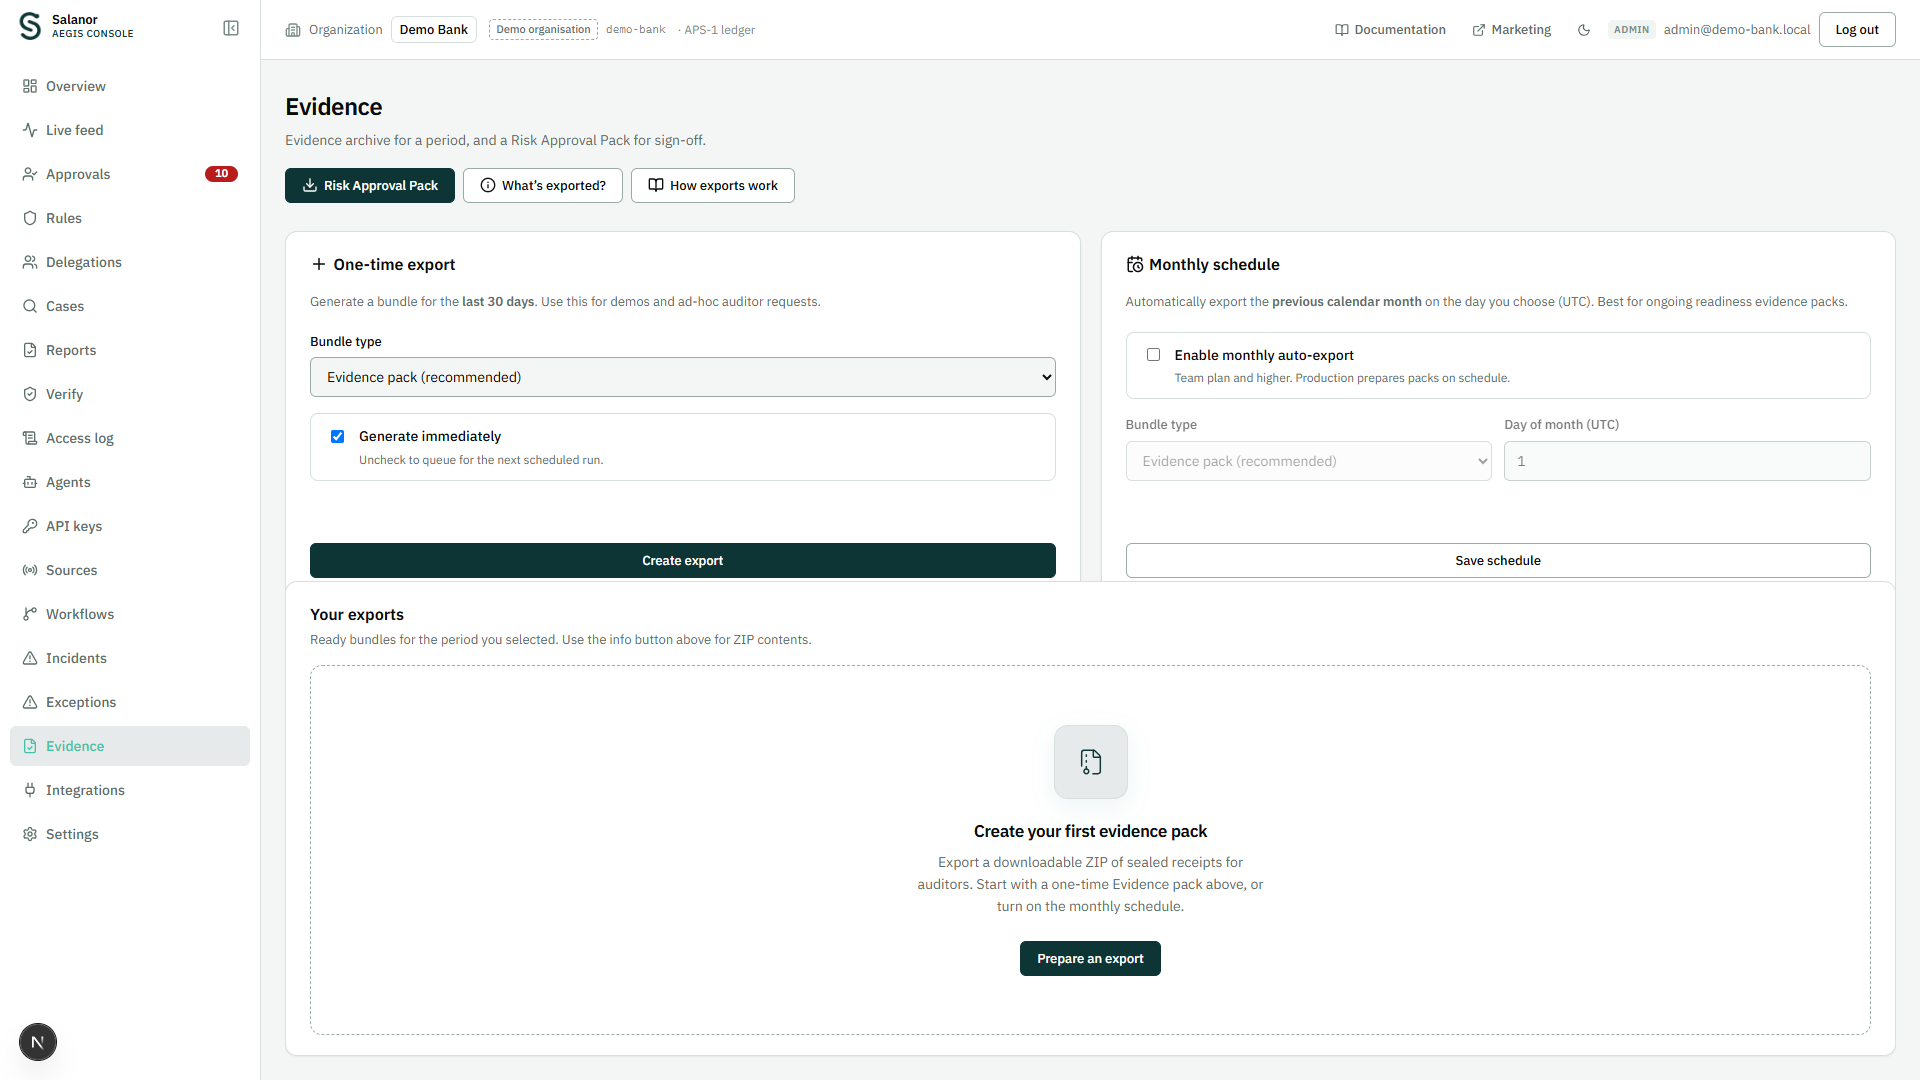 Salanor
AEGIS CONSOLE
Organization
Demo Bank
Demo organisation
demo-bank
· APS-1 ledger
Documentation
Marketing
ADMIN
admin@demo-bank.local
Log out
Overview
Live feed
Approvals
10
Rules
Delegations
Cases
Reports
Verify
Access log
Agents
API keys
Sources
Workflows
Incidents
Exceptions
Evidence
Integrations
Settings
N
Evidence
Evidence archive for a period, and a Risk Approval Pack for sign-off.
Risk Approval Pack
What's exported?
How exports work
One-time export
Generate a bundle for the last 30 days. Use this for demos and ad-hoc auditor requests.
Bundle type
Evidence pack (recommended)
Generate immediately
Uncheck to queue for the next scheduled run.
Create export
Monthly schedule
Automatically export the previous calendar month on the day you choose (UTC). Best for ongoing readiness evidence packs.
Enable monthly auto-export
Team plan and higher. Production prepares packs on schedule.
Bundle type
Day of month (UTC)
Evidence pack (recommended)
1
Save schedule
Your exports
Ready bundles for the period you selected. Use the info button above for ZIP contents.
Create your first evidence pack
Export a downloadable ZIP of sealed receipts for
auditors. Start with a one-time Evidence pack above, or
turn on the monthly schedule.
Prepare an export